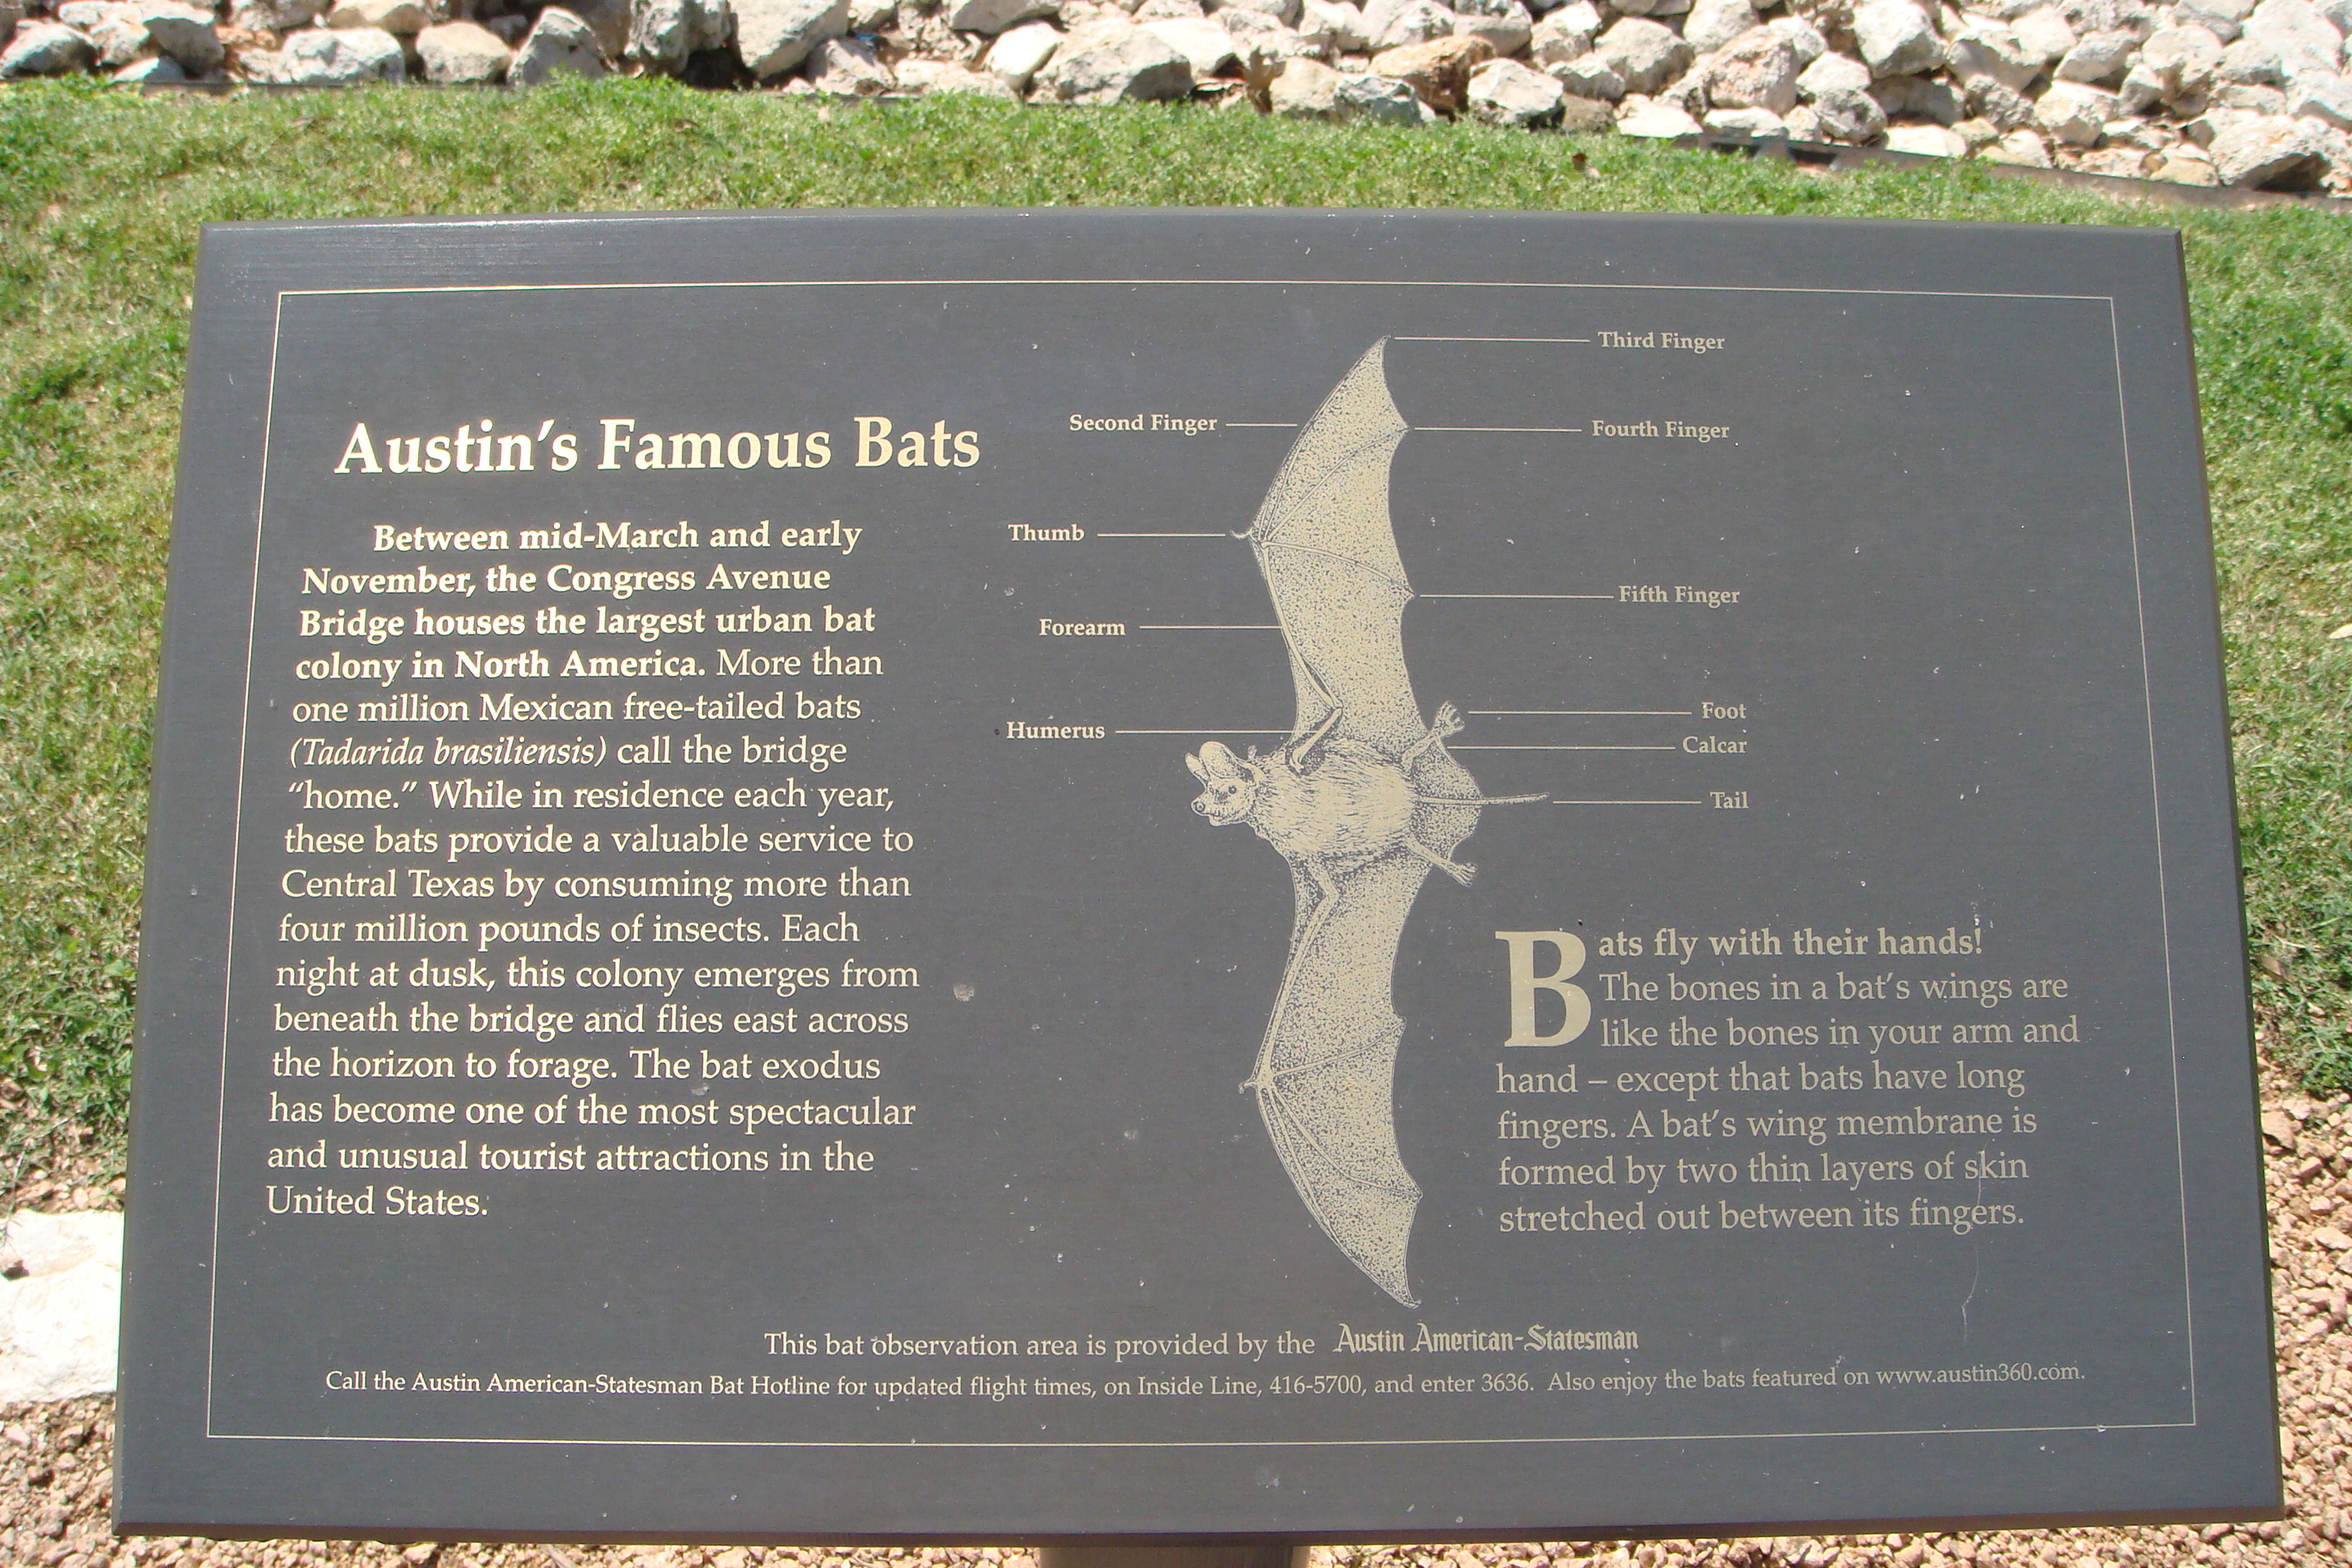 Austin's Famous Bats
Between mid-March and early
November, the Congress Avenue
Bridge houses the largest urban bat
colony in North America. More than
one million Mexican free-tailed bats
(Tadarida brasiliensis) call the bridge
“home.” While in residence each year,
these bats provide a valuable service to
Central Texas by consuming more than
four million pounds of insects. Each
night at dusk, this colony emerges from
beneath the bridge and flies east across
the horizon to forage. The bat exodus
has become one of the most spectacular
and unusual tourist attractions in the
United States.
Third Finger
Second Finger
Fourth Finger
Thumb
Fifth Finger
Forearm
Foot
Humerus
Calcar
Tail
Bats fly with their hands!
The bones in a bat's wings are
like the bones in your arm and
hand – except that bats have long
fingers. A bat's wing membrane is
formed by two thin layers of skin
stretched out between its fingers.
This bat observation area is provided by the Austin American-Statesman
Call the Austin American-Statesman Bat Hotline for updated flight times, on Inside Line, 416-5700, and enter 3636. Also enjoy the bats featured on www.austin360.com.